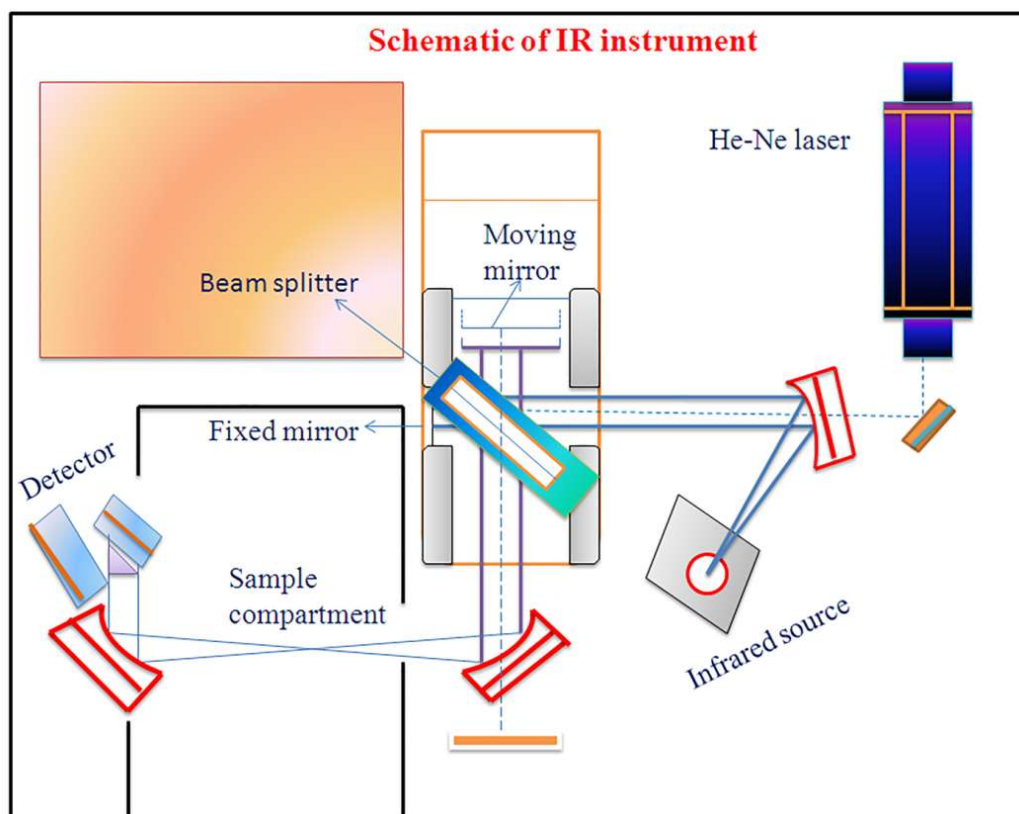 Schematic of IR instrument
He-Ne laser
Moving
mirror
Beam splitter
Fixed mirror
Detector
Sample
compartment
Infrared source